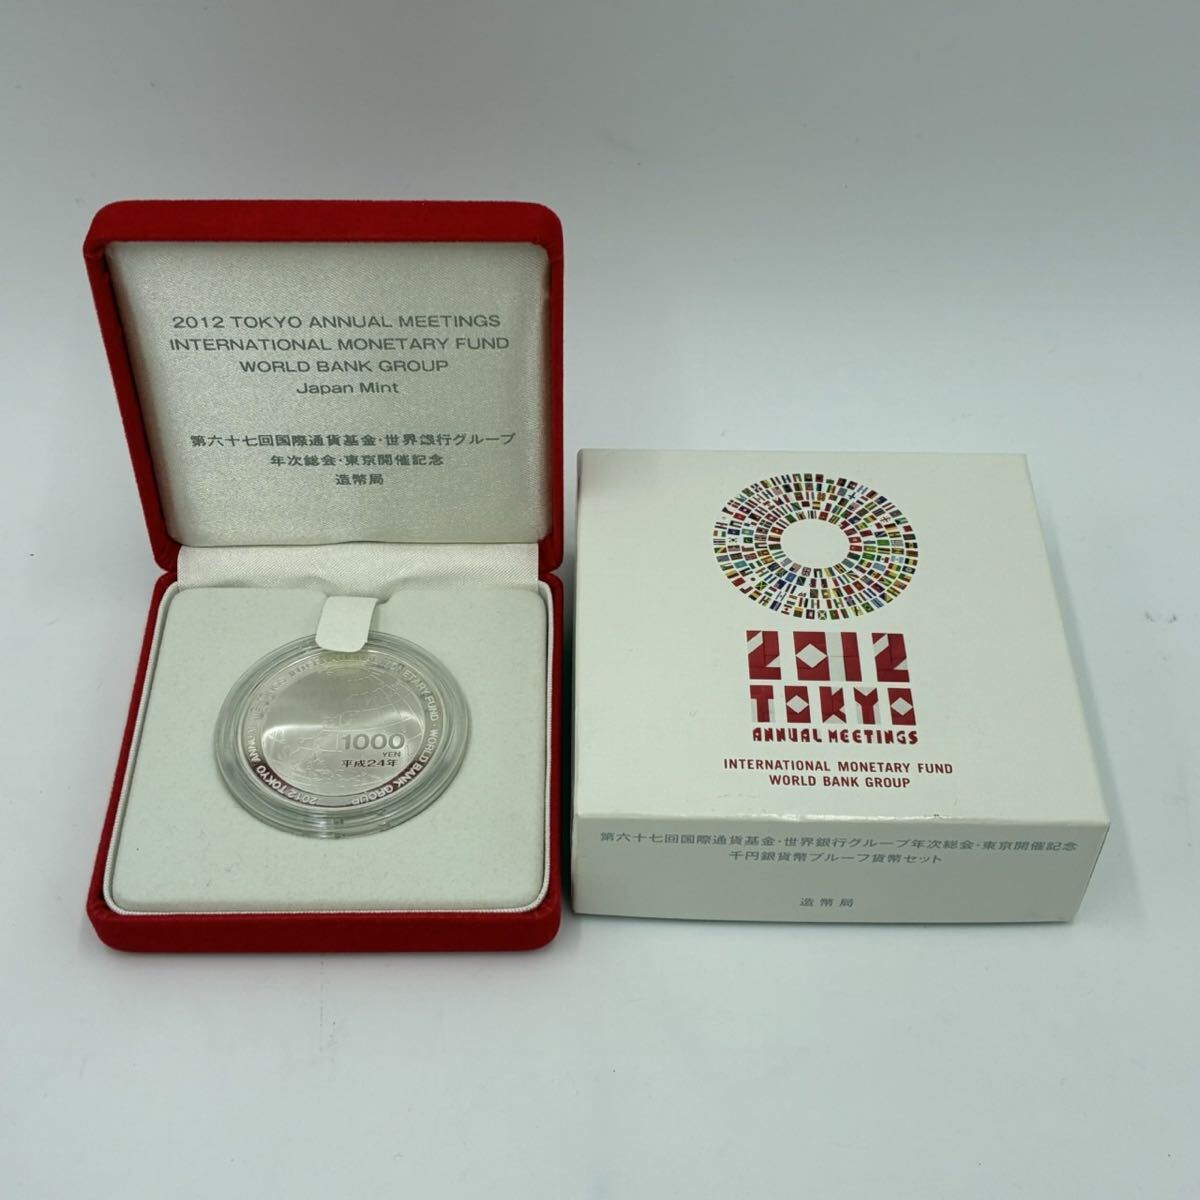 2012 TOKYO ANNUAL MEETINGS
INTERNATIONAL MONETARY FUND
WORLD BANK GROUP
Japan Mint
第六十七回国際通貨基金・世界銀行グループ
年次総会・東京開催記念
造幣局
MONETARY FUND・WORLD BANK GROUP
2012 TOKYO
1000
YEN
平成24年
2012
TOKYO
ANNUAL MEETINGS
INTERNATIONAL MONETARY FUND
WORLD BANK GROUP
第六十七回国際通貨基金・世界銀行グループ年次総会・東京開催記念
千円銀貨幣プルーフ貨幣セット
造幣局